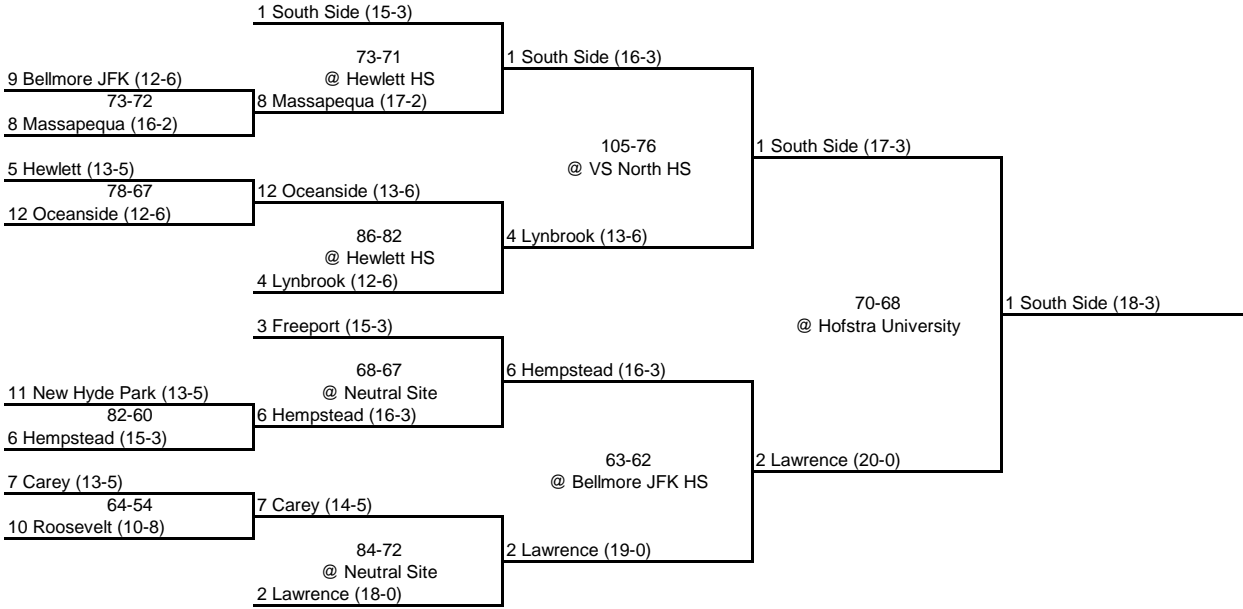 1 South Side (15-3)
73-71
@ Hewlett HS
1 South Side (16-3)
9 Bellmore JFK (12-6)
73-72
8 Massapequa (17-2)
8 Massapequa (16-2)
105-76
@ VS North HS
1 South Side (17-3)
5 Hewlett (13-5)
78-67
12 Oceanside (13-6)
12 Oceanside (12-6)
86-82
@ Hewlett HS
4 Lynbrook (13-6)
4 Lynbrook (12-6)
70-68
@ Hofstra University
1 South Side (18-3)
3 Freeport (15-3)
68-67
@ Neutral Site
6 Hempstead (16-3)
11 New Hyde Park (13-5)
82-60
6 Hempstead (16-3)
6 Hempstead (15-3)
63-62
@ Bellmore JFK HS
2 Lawrence (20-0)
7 Carey (13-5)
64-54
7 Carey (14-5)
10 Roosevelt (10-8)
84-72
@ Neutral Site
2 Lawrence (19-0)
2 Lawrence (18-0)